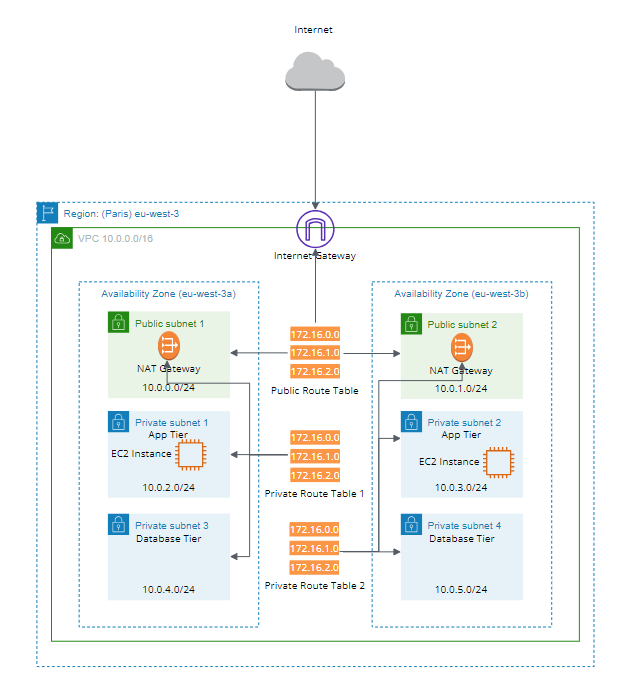 Internet
Region: (Paris) eu-west-3
VPC 10.0.0.0/16
Internet Gateway
Availability Zone (eu-west-3a)
Public subnet 1
NAT Gateway
10.0.0.0/24
Private subnet 1
App Tier
EC2 Instance
10.0.2.0/24
Private subnet 3
Database Tier
10.0.4.0/24
172.16.0.0
172.16.1.0
172.16.2.0
Public Route Table
172.16.0.0
172.16.1.0
172.16.2.0
Private Route Table 1
172.16.0.0
172.16.1.0
172.16.2.0
Private Route Table 2
Availability Zone (eu-west-3b)
Public subnet 2
NAT Gateway
10.0.1.0/24
Private subnet 2
App Tier
EC2 Instance
10.0.3.0/24
Private subnet 4
Database Tier
10.0.5.0/24